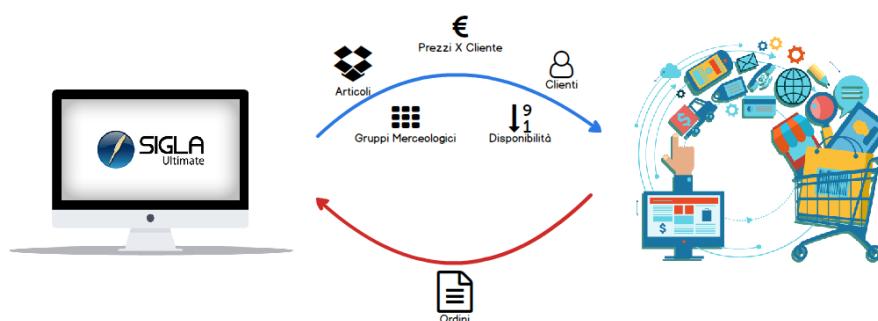 €
Prezzi X Cliente
Articoli
Clienti
SIGLA
Ultimate
Gruppi Merceologici
9
1
Disponibilità
$
$
Ordini